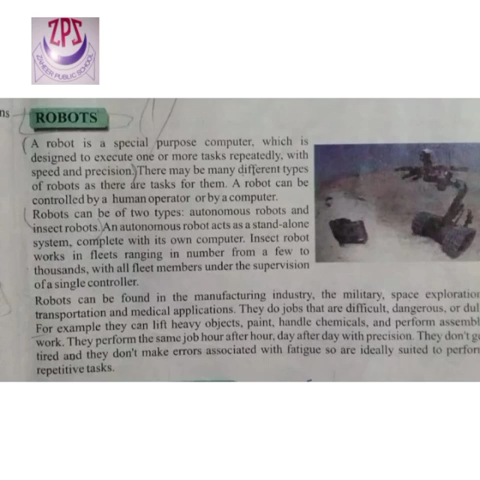 ZPS
PUBLIC SCHOOL
ns
ROBOTS
A robot is a special purpose computer, which is
designed to execute one or more tasks repeatedly, with
speed and precision. There may be many different types
of robots as there are tasks for them. A robot can be
controlled by a human operator or by a computer.
Robots can be of two types: autonomous robots and
insect robots. An autonomous robot acts as a stand-alone
system, complete with its own computer. Insect robot
works in fleets ranging in number from a few to
thousands, with all fleet members under the supervision
of a single controller.
Robots can be found in the manufacturing industry, the military, space exploration
transportation and medical applications. They do jobs that are difficult, dangerous, or dul
For example they can lift heavy objects, paint, handle chemicals, and perform assembl
work. They perform the same job hour after hour, day after day with precision. They don't g
tired and they don't make errors associated with fatigue so are ideally suited to perfor
repetitive tasks.